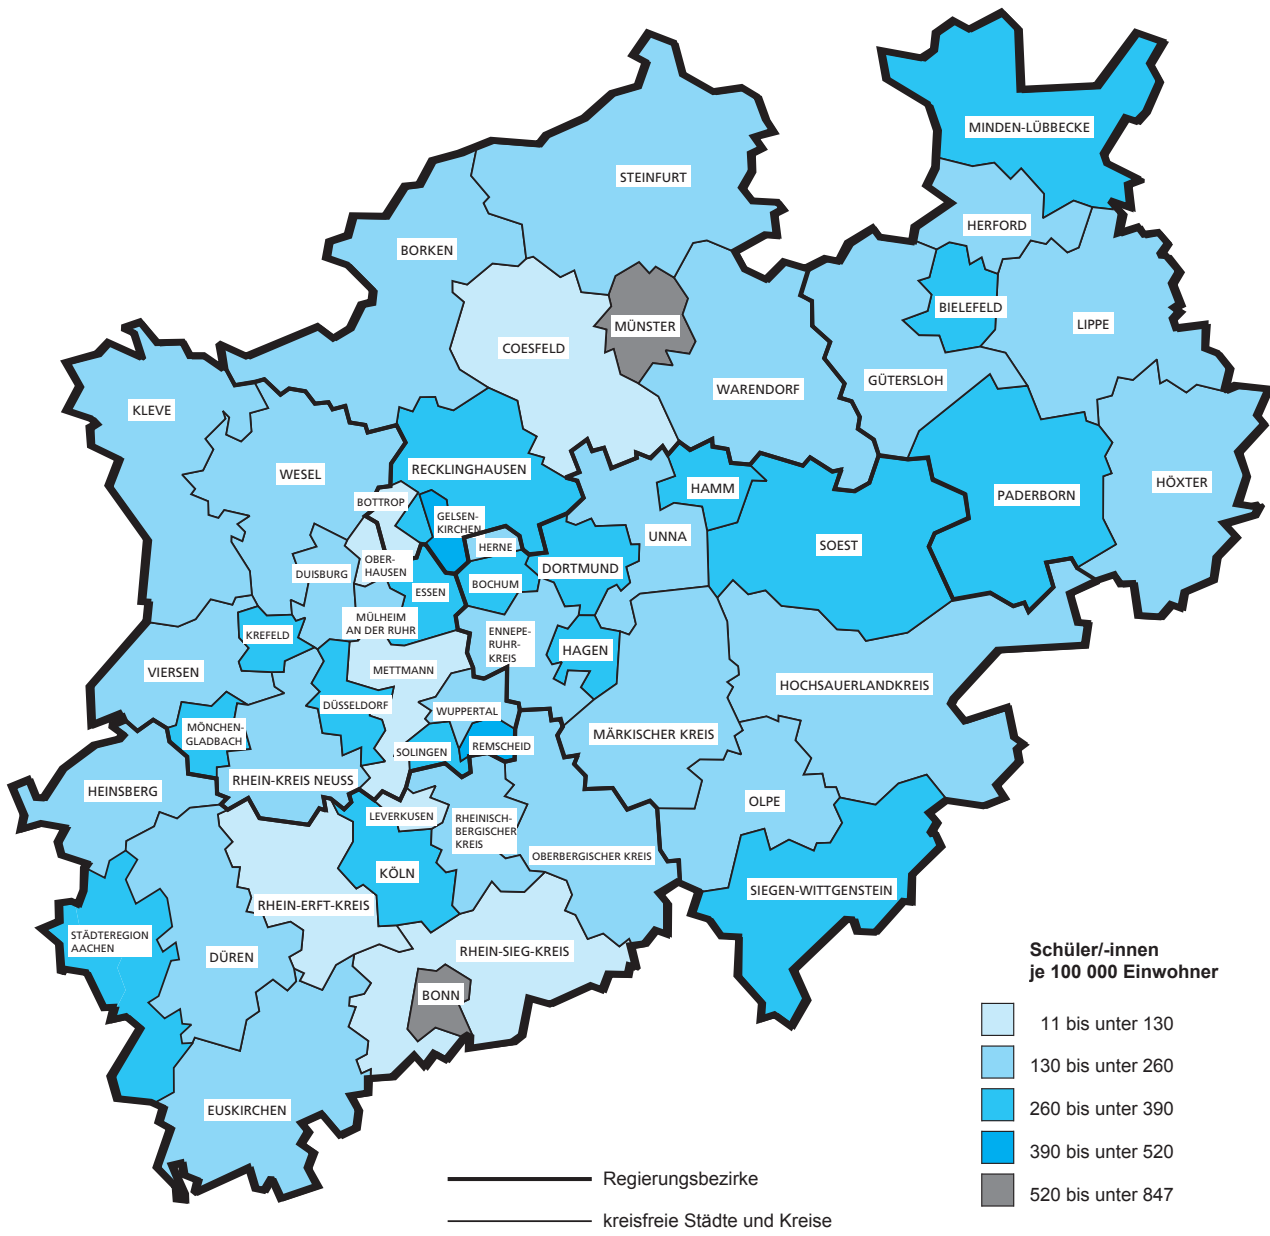 MINDEN-LÜBBECKE
STEINFURT
HERFORD
BORKEN
BIELEFELD
MÜNSTER
LIPPE
COESFELD
GÜTERSLOH
WARENDORF
KLEVE
RECKLINGHAUSEN
WESEL
HÖXTER
HAMM
PADERBORN
BOTTROP
GELSEN-
KIRCHEN
UNNA
SOEST
HERNE
OBER-
HAUSEN
DUISBURG
DORTMUND
BOCHUM
ESSEN
MÜLHEIM
AN DER RUHR
KREFELD
ENNEPE-
RUHR-
KREIS
HAGEN
METTMANN
VIERSEN
HOCHSAUERLANDKREIS
DÜSSELDORF
WUPPERTAL
MÖNCHEN-
GLADBACH
MÄRKISCHER KREIS
REMSCHEID
SOLINGEN
RHEIN-KREIS NEUSS
HEINSBERG
OLPE
LEVERKUSEN
RHEINISCH-
BERGISCHER
KREIS
OBERBERGISCHER KREIS
KÖLN
SIEGEN-WITTGENSTEIN
RHEIN-ERFT-KREIS
STÄDTEREGION
AACHEN
RHEIN-SIEG-KREIS
DÜREN
BONN
EUSKIRCHEN
Schüler/-innen
je 100 000 Einwohner
11 bis unter 130
130 bis unter 260
260 bis unter 390
390 bis unter 520
520 bis unter 847
Regierungsbezirke
kreisfreie Städte und Kreise